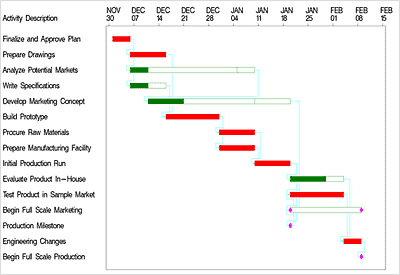 Activity Description
NOV DEC DEC DEC DEC JAN JAN JAN JAN FEB FEB FEB
30 07 14 21 28 04 11 18 25 01 08 15
Finalize and Approve Plan
Prepare Drawings
Analyze Potential Markets
Write Specifications
Develop Marketing Concept
Build Prototype
Procure Raw Materials
Prepare Manufacturing Facility
Initial Production Run
Evaluate Product In-House
Test Product in Sample Market
Begin Full Scale Marketing
Production Milestone
Engineering Changes
Begin Full Scale Production